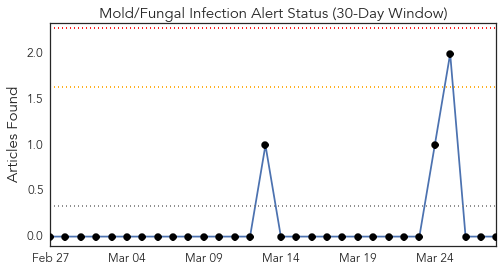 Mold/Fungal Infection Alert Status (30-Day Window)
Articles Found
2.0
1.5
1.0
0.5
0.0
Feb 27 Mar 04 Mar 09 Mar 14 Mar 19 Mar 24